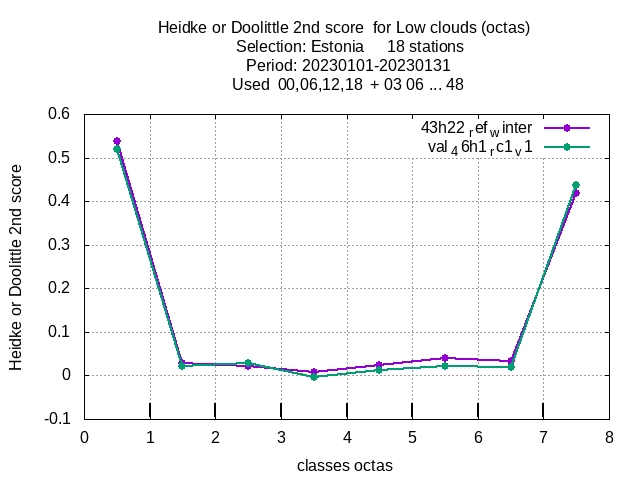 Heidke or Doolittle 2nd score  for Low clouds (octas)
Selection: Estonia     18 stations
Period: 20230101-20230131
Used  00,06,12,18  + 03 06 ... 48
43h22 ref winter
val 4 6h1 rc1 v 1
Heidke or Doolittle 2nd score
0.6
0.5
0.4
0.3
0.2
0.1
0
-0.1
0 1 2 3 4 5 6 7 8
classes octas